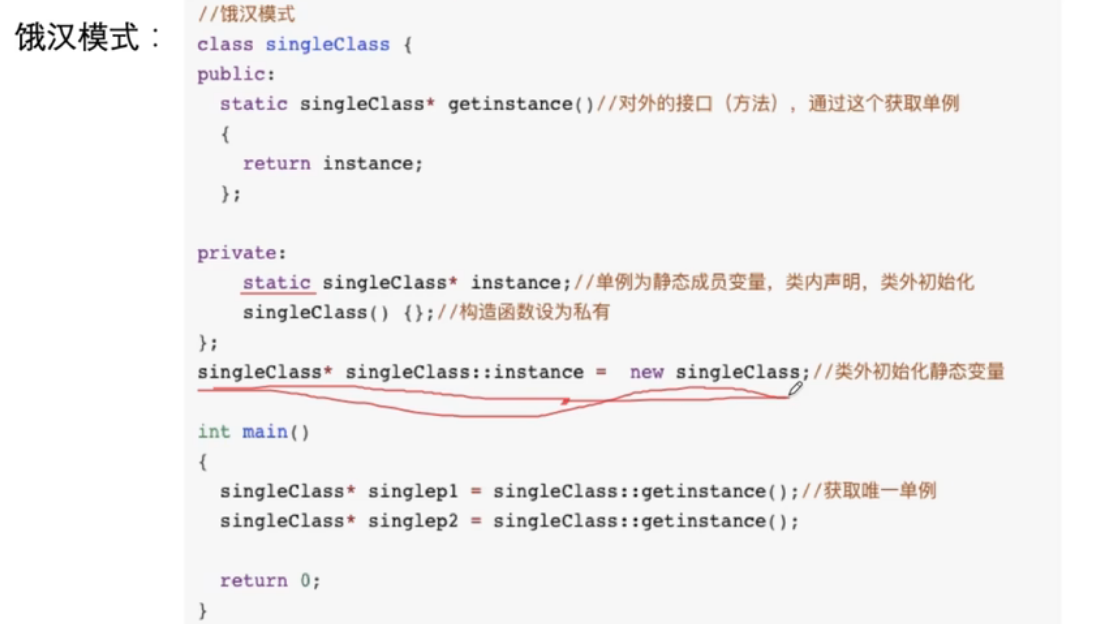 饿汉模式：
//饿汉模式
class singleClass {
public:
static singleClass* getinstance()//对外的接口（方法），通过这个获取单例
{
return instance;
};
private:
static singleClass* instance;//单例为静态成员变量，类内声明，类外初始化
singleClass() {};//构造函数设为私有
};
singleClass* singleClass::instance = new singleClass;//类外初始化静态变量
int main()
{
singleClass* singlep1 = singleClass::getinstance();//获取唯一单例
singleClass* singlep2 = singleClass::getinstance();
return 0;
}